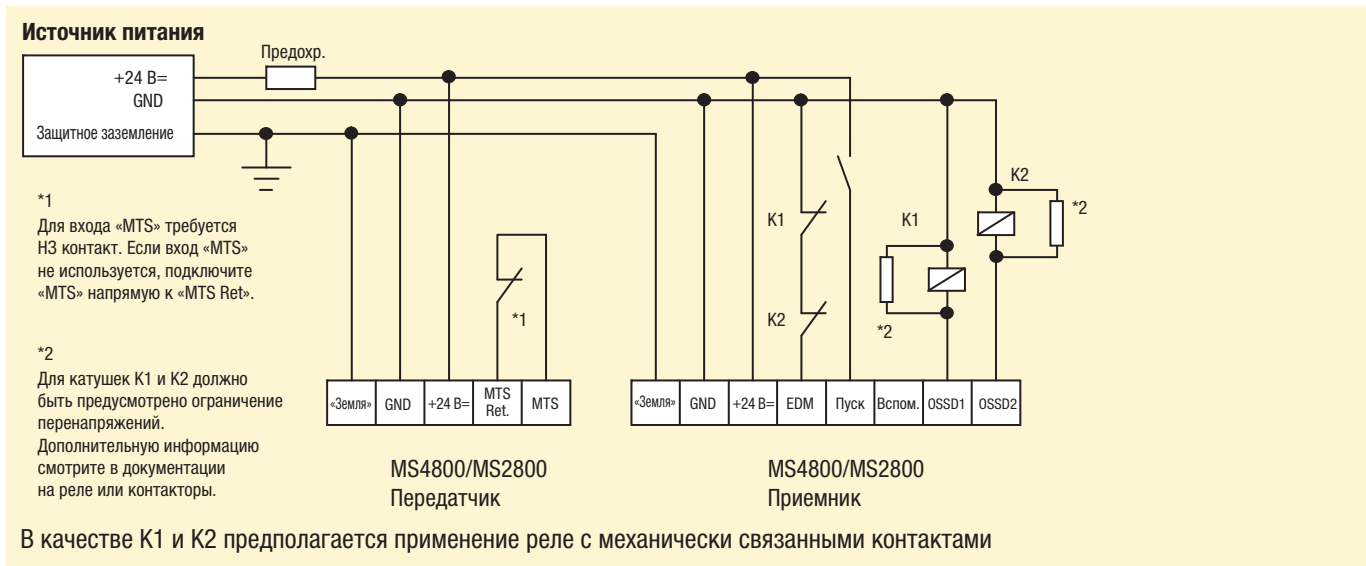 Источник питания
Предохр.
+24 В=
GND
Защитное заземление
*1
Для входа «MTS» требуется
НЗ контакт. Если вход «MTS»
не используется, подключите
«MTS» напрямую к «MTS Ret».
*2
Для катушек K1 и K2 должно
быть предусмотрено ограничение
перенапряжений.
Дополнительную информацию
смотрите в документации
на реле или контакторы.
*1
K1
K2
K1
*2
K2
*2
«Земля»
GND
+24 В=
MTS
Ret.
MTS
«Земля»
GND
+24 В=
EDM
Пуск
Вспом.
OSSD1
OSSD2
MS4800/MS2800
Передатчик
MS4800/MS2800
Приемник
В качестве K1 и K2 предполагается применение реле с механически связанными контактами